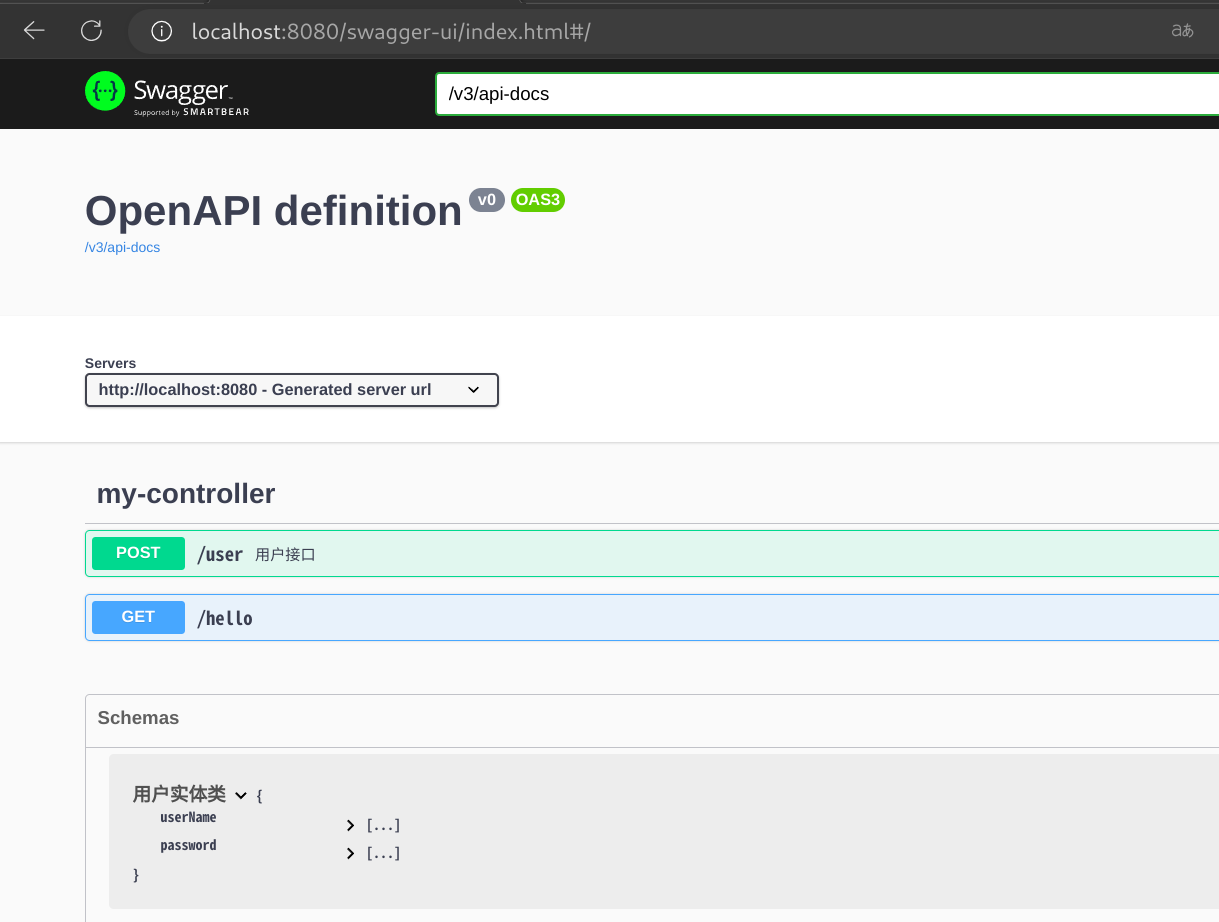 localhost:8080/swagger-ui/index.html#/
aあ
{...} Swagger
Supported by SMARTBEAR
/v3/api-docs
OpenAPI definition v0 OAS3
/v3/api-docs
Servers
http://localhost:8080 - Generated server url
my-controller
POST /user 用户接口
GET /hello
Schemas
用户实体类 {
userName [...]
password [...]
}